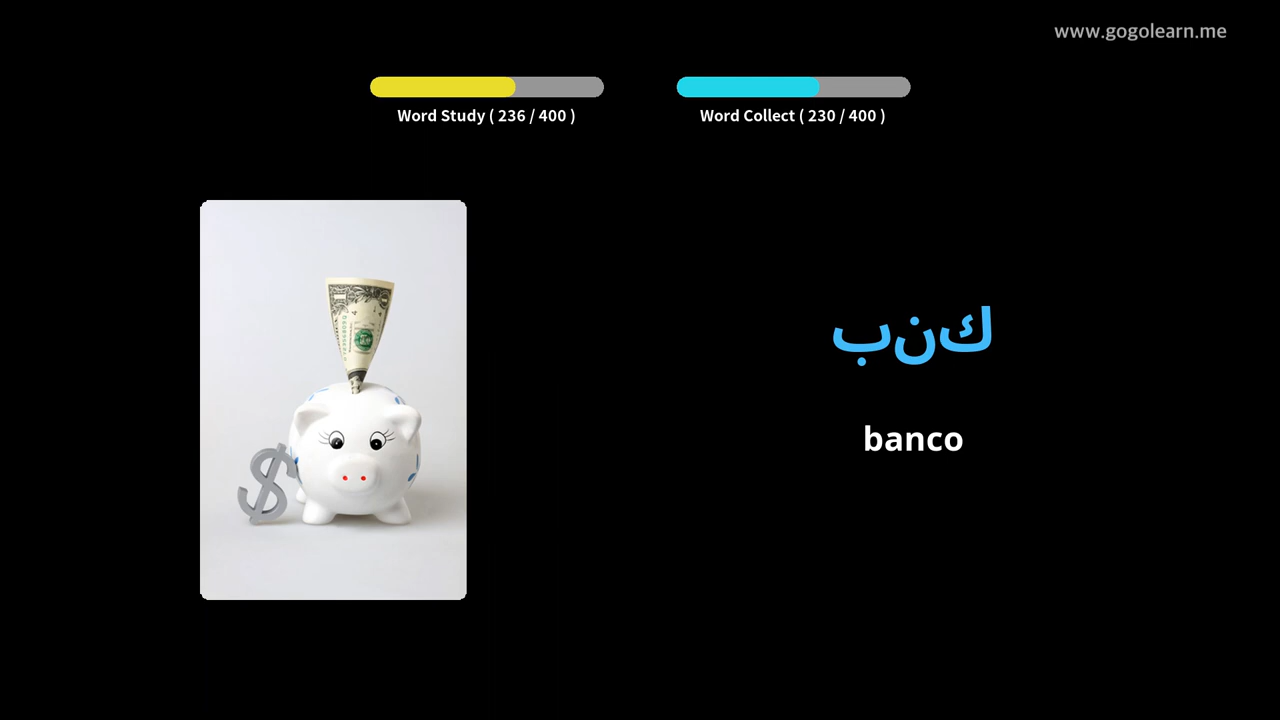 www.gogolearn.me
Word Study ( 236 / 400 )
Word Collect ( 230 / 400 )
بنك
banco
$